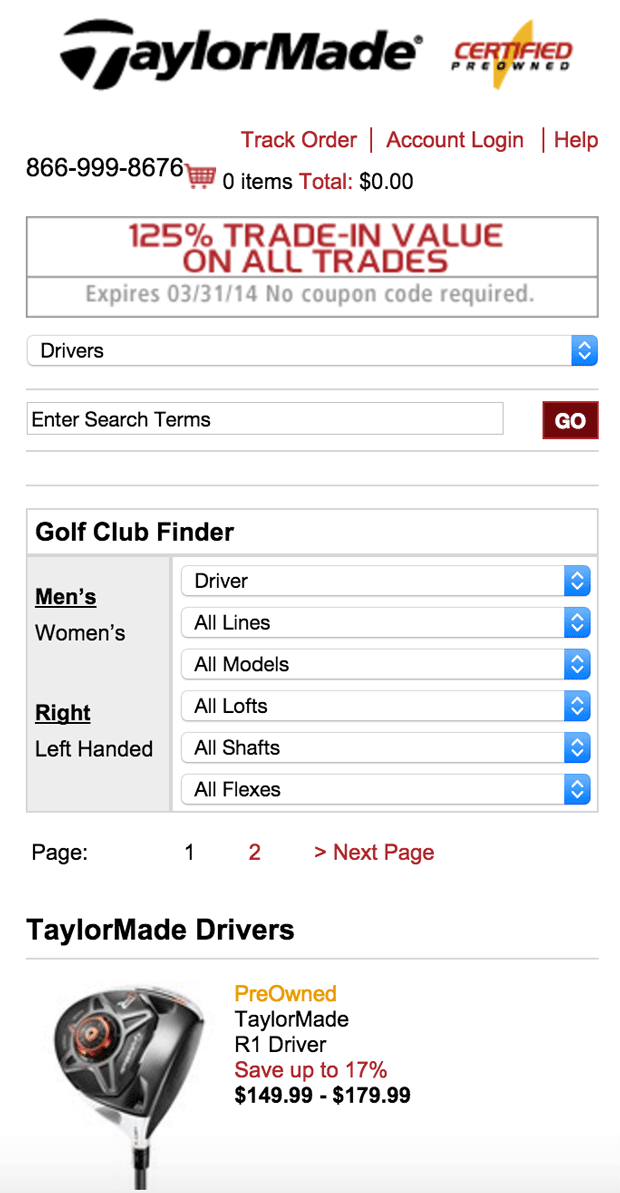 TaylorMade®
CERTIFIED
PREOWNED
Track Order | Account Login | Help
866-999-8676
0 items Total: $0.00
125% TRADE-IN VALUE
ON ALL TRADES
Expires 03/31/14 No coupon code required.
Drivers
Enter Search Terms
GO
Golf Club Finder
Men’s
Women’s
Right
Left Handed
Driver
All Lines
All Models
All Lofts
All Shafts
All Flexes
Page: 1 2 > Next Page
TaylorMade Drivers
PreOwned
TaylorMade
R1 Driver
Save up to 17%
$149.99 - $179.99